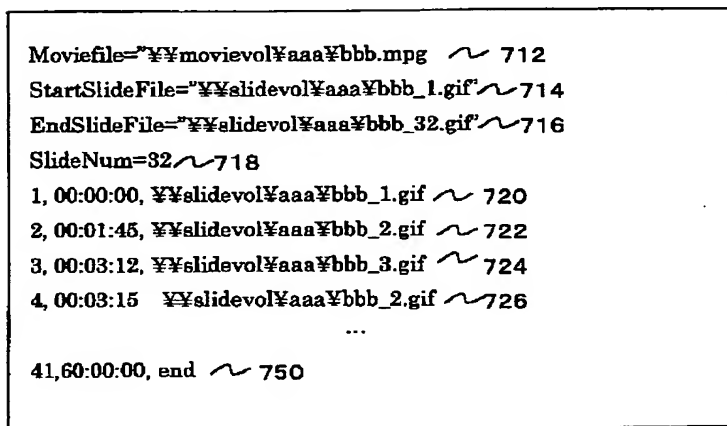 Moviefile="¥¥movievol¥aaa¥bbb.mpg 712
StartSlideFile="¥¥slidevol¥aaa¥bbb_1.gif" 714
EndSlideFile="¥¥slidevol¥aaa¥bbb_32.gif" 716
SlideNum=32 718
1, 00:00:00, ¥¥slidevol¥aaa¥bbb_1.gif 720
2, 00:01:45, ¥¥slidevol¥aaa¥bbb_2.gif 722
3, 00:03:12, ¥¥slidevol¥aaa¥bbb_3.gif 724
4, 00:03:15 ¥¥slidevol¥aaa¥bbb_2.gif 726
...
41,60:00:00, end 750